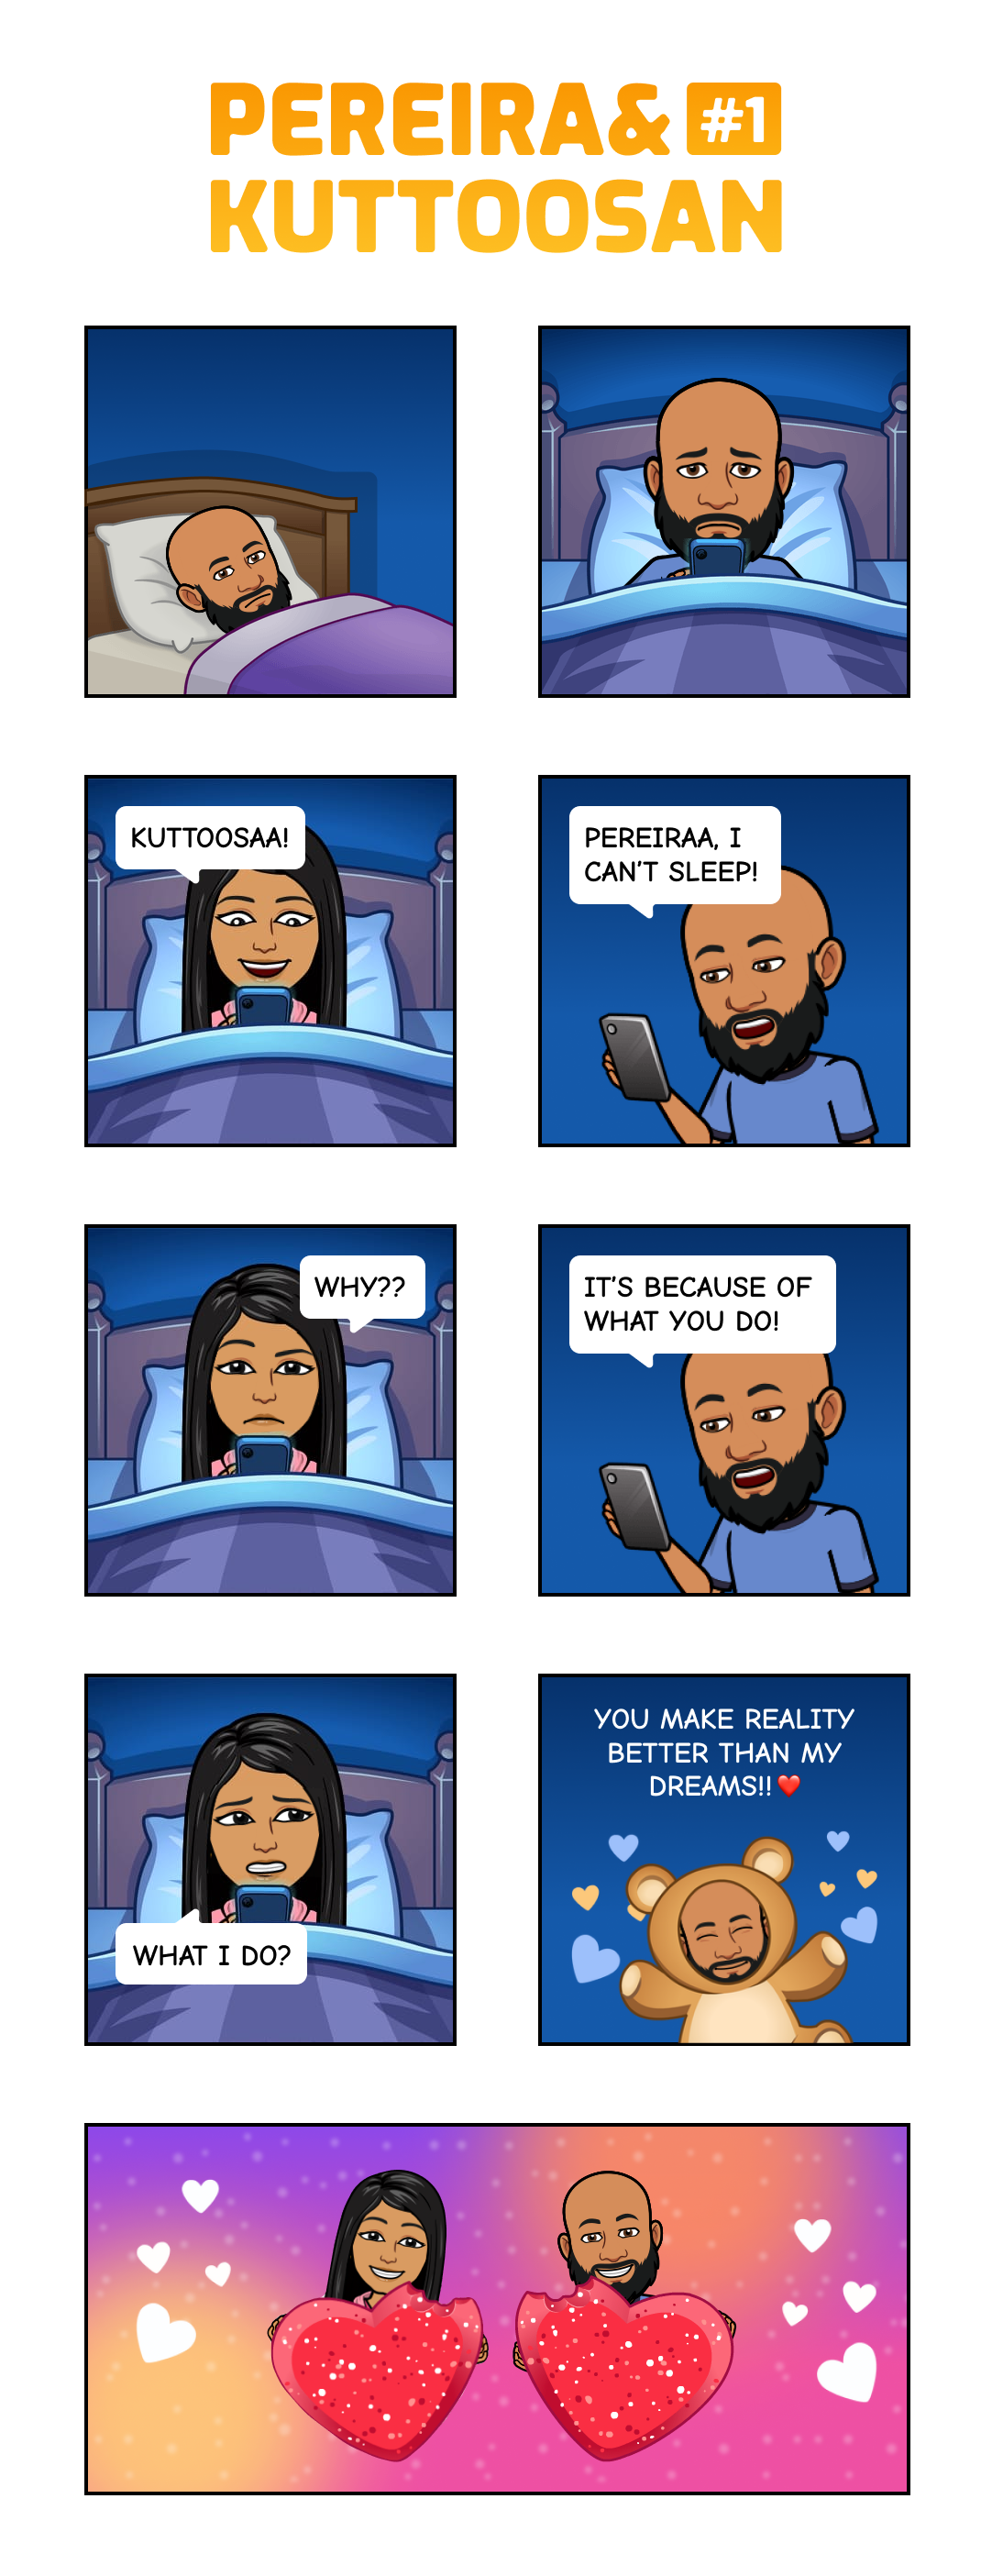 PEREIRA& #1
KUTTOOSAN
KUTTOOSAA!
PEREIRAA, I
CAN'T SLEEP!
WHY??
IT'S BECAUSE OF
WHAT YOU DO!
WHAT I DO?
YOU MAKE REALITY
BETTER THAN MY
DREAMS!! ❤️